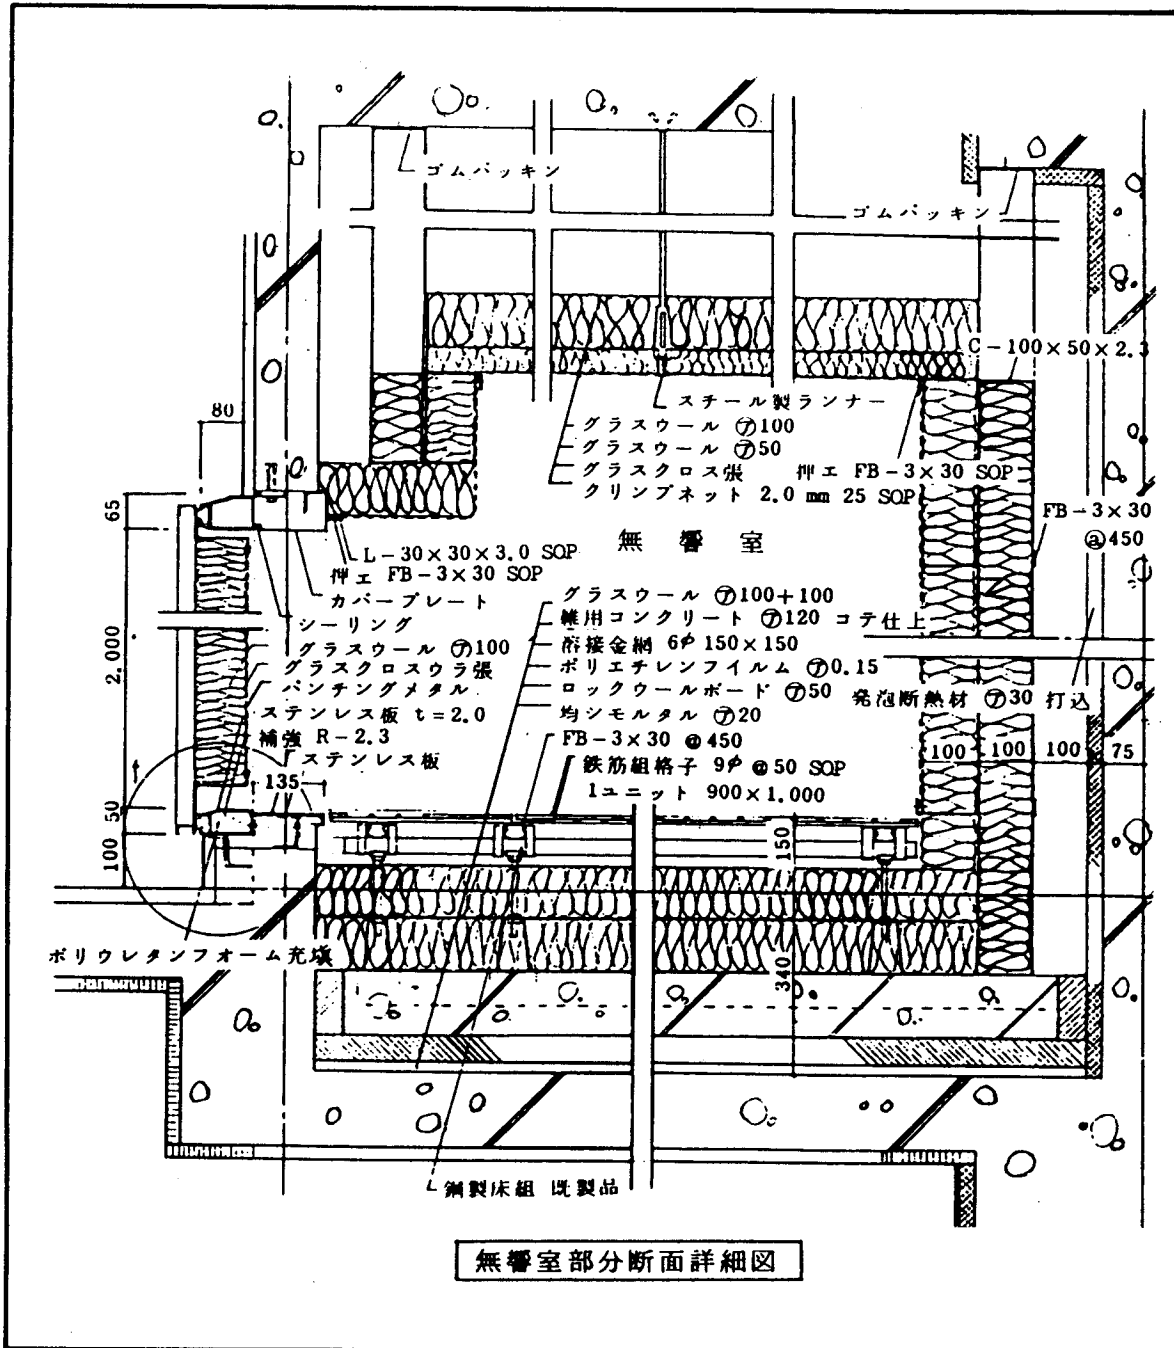 ゴムパッキン
ゴムパッキン
C-100×50×2.3
スチール製ランナー
80
グラスウール ㋐100
グラスウール ㋐50
グラスクロス張 押エ FB-3×30 SOP
クリンプネット 2.0 mm 25 SOP
65
FB-3×30
@450
無響室
L-30×30×3.0 SOP
押エ FB-3×30 SOP
カバープレート
シーリング
グラスウール ㋐100
グラスクロスウラ張
パンチングメタル
ステンレス板 t=2.0
補強 R-2.3
ステンレス板
グラスウール ㋐100+100
雑用コンクリート ㋐120 コテ仕上
溶接金網 6φ 150×150
ポリエチレンフイルム ㋐0.15
ロックウールボード ㋐50
均シモルタル ㋐20
FB-3×30 @450
鉄筋組格子 9φ @50 SOP
1ユニット 900×1.000
発泡断熱材 ㋐30 打込
2.000
100 100 100 75
135
50
100
150
340
ポリウレタンフォーム充填
鋼製床組 既製品
無響室部分断面詳細図